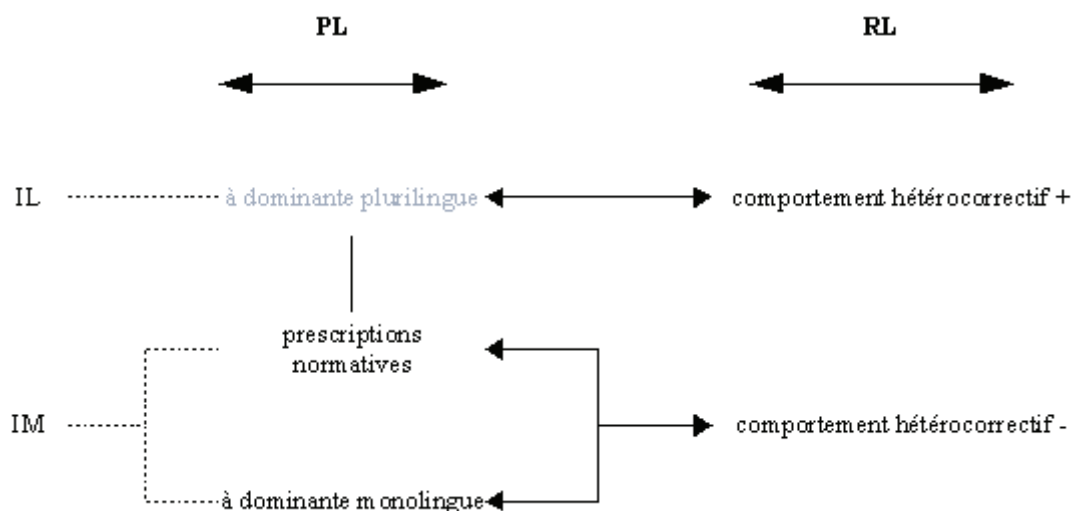 PL
RL
IL
à dominante plurilingue
comportement hétérocorrectif +
prescriptions
normatives
IM
comportement hétérocorrectif -
à dominante monolingue